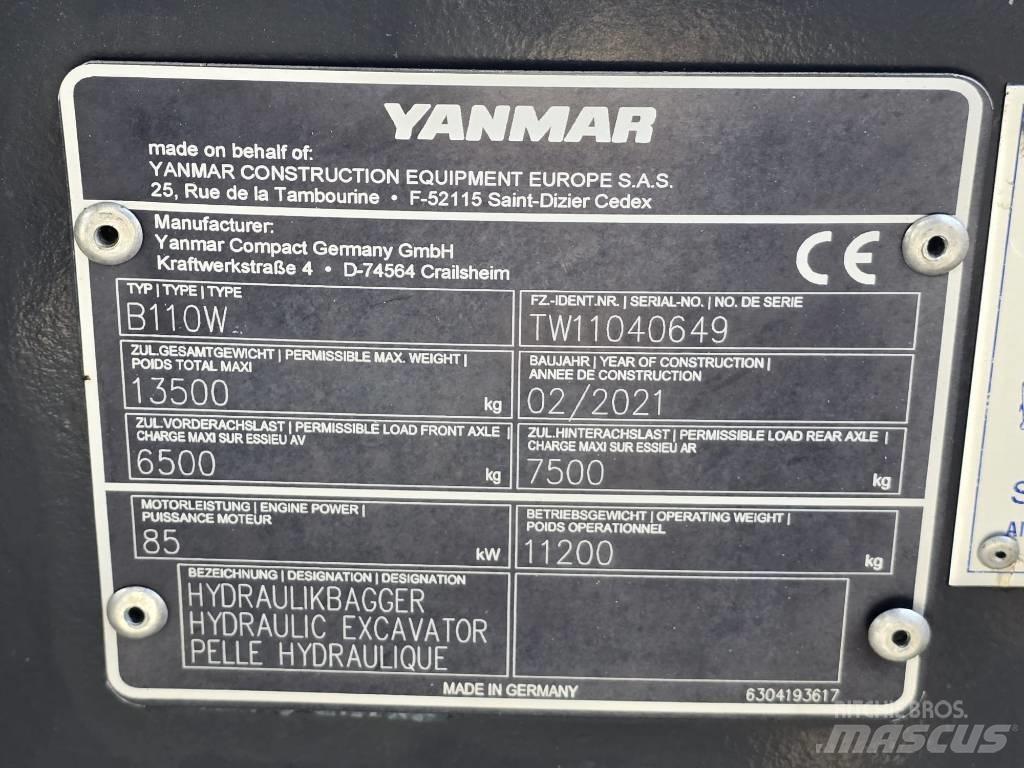 YANMAR
made on behalf of:
YANMAR CONSTRUCTION EQUIPMENT EUROPE S.A.S.
25, Rue de la Tambourine • F-52115 Saint-Dizier Cedex
Manufacturer:
Yanmar Compact Germany GmbH
Kraftwerkstraße 4 • D-74564 Crailsheim
CE
TYP | TYPE | TYPE
B110W
FZ.-IDENT.NR. | SERIAL-NO. | NO. DE SERIE
TW11040649
ZUL.GESAMTGEWICHT | PERMISSIBLE MAX. WEIGHT |
POIDS TOTAL MAXI
13500 kg
BAUJAHR | YEAR OF CONSTRUCTION |
ANNEE DE CONSTRUCTION
02/2021
ZUL.VORDERACHSLAST | PERMISSIBLE LOAD FRONT AXLE |
CHARGE MAXI SUR ESSIEU AV
6500 kg
ZUL.HINTERACHSLAST | PERMISSIBLE LOAD REAR AXLE |
CHARGE MAXI SUR ESSIEU AR
7500 kg
MOTORLEISTUNG | ENGINE POWER |
PUISSANCE MOTEUR
85 kW
BETRIEBSGEWICHT | OPERATING WEIGHT |
POIDS OPERATIONNEL
11200 kg
BEZEICHNUNG | DESIGNATION | DESIGNATION
HYDRAULIKBAGGER
HYDRAULIC EXCAVATOR
PELLE HYDRAULIQUE
MADE IN GERMANY
6304193617
RITCHIE BROS.
MASCUS